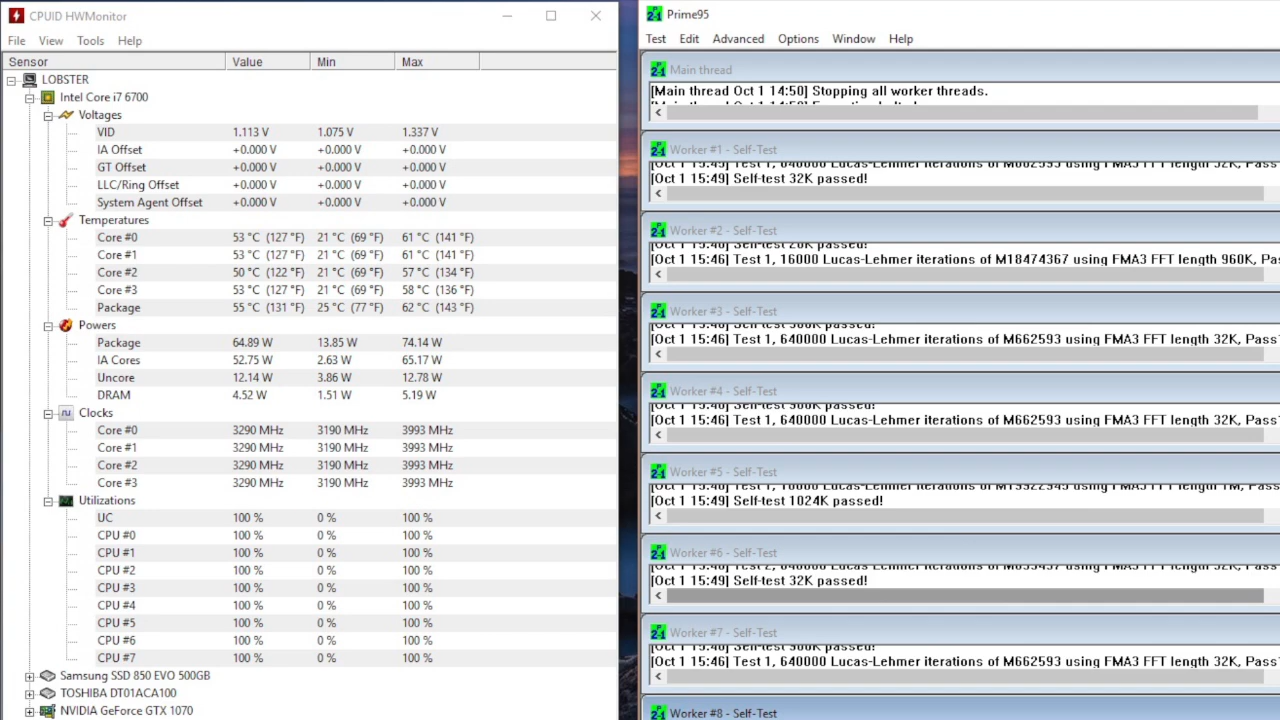 CPUID HWMonitor
File View Tools Help
Sensor Value Min Max
LOBSTER
Intel Core i7 6700
Voltages
VID 1.113 V 1.075 V 1.337 V
IA Offset +0.000 V +0.000 V +0.000 V
GT Offset +0.000 V +0.000 V +0.000 V
LLC/Ring Offset +0.000 V +0.000 V +0.000 V
System Agent Offset +0.000 V +0.000 V +0.000 V
Temperatures
Core #0 53 °C (127 °F) 21 °C (69 °F) 61 °C (141 °F)
Core #1 53 °C (127 °F) 21 °C (69 °F) 61 °C (141 °F)
Core #2 50 °C (122 °F) 21 °C (69 °F) 57 °C (134 °F)
Core #3 53 °C (127 °F) 21 °C (69 °F) 58 °C (136 °F)
Package 55 °C (131 °F) 25 °C (77 °F) 62 °C (143 °F)
Powers
Package 64.89 W 13.85 W 74.14 W
IA Cores 52.75 W 2.63 W 65.17 W
Uncore 12.14 W 3.86 W 12.78 W
DRAM 4.52 W 1.51 W 5.19 W
Clocks
Core #0 3290 MHz 3190 MHz 3993 MHz
Core #1 3290 MHz 3190 MHz 3993 MHz
Core #2 3290 MHz 3190 MHz 3993 MHz
Core #3 3290 MHz 3190 MHz 3993 MHz
Utilizations
UC 100 % 0 % 100 %
CPU #0 100 % 0 % 100 %
CPU #1 100 % 0 % 100 %
CPU #2 100 % 0 % 100 %
CPU #3 100 % 0 % 100 %
CPU #4 100 % 0 % 100 %
CPU #5 100 % 0 % 100 %
CPU #6 100 % 0 % 100 %
CPU #7 100 % 0 % 100 %
Samsung SSD 850 EVO 500GB
TOSHIBA DT01ACA100
NVIDIA GeForce GTX 1070
Prime95
Test Edit Advanced Options Window Help
Main thread
[Main thread Oct 1 14:50] Stopping all worker threads.
Worker #1 - Self-Test
[Oct 1 15:49] Self-test 32K passed!
Worker #2 - Self-Test
[Oct 1 15:46] Test 1, 16000 Lucas-Lehmer iterations of M18474367 using FMA3 FFT length 960K, Pas
Worker #3 - Self-Test
[Oct 1 15:46] Test 1, 640000 Lucas-Lehmer iterations of M662593 using FMA3 FFT length 32K, Pass
Worker #4 - Self-Test
[Oct 1 15:46] Test 1, 640000 Lucas-Lehmer iterations of M662593 using FMA3 FFT length 32K, Pass
Worker #5 - Self-Test
[Oct 1 15:49] Self-test 1024K passed!
Worker #6 - Self-Test
[Oct 1 15:49] Self-test 32K passed!
Worker #7 - Self-Test
[Oct 1 15:46] Test 1, 640000 Lucas-Lehmer iterations of M662593 using FMA3 FFT length 32K, Pass
Worker #8 - Self-Test